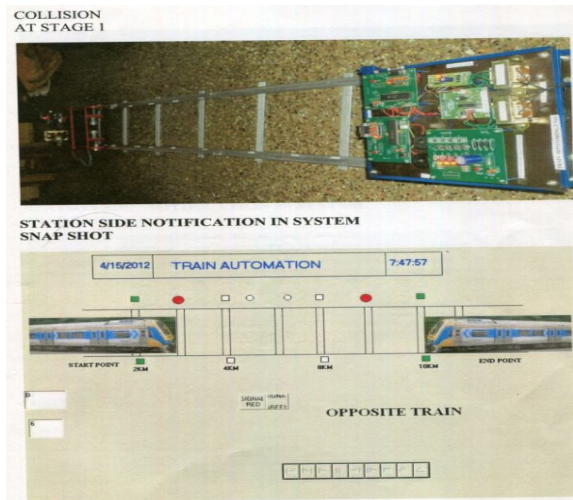 COLLISION
AT STAGE 1
STATION SIDE NOTIFICATION IN SYSTEM
SNAP SHOT
4/15/2012 TRAIN AUTOMATION 7:47:57
START POINT 2KM 4KM 8KM 10KM END POINT
SIGNAL
RED
6
OPPOSITE TRAIN